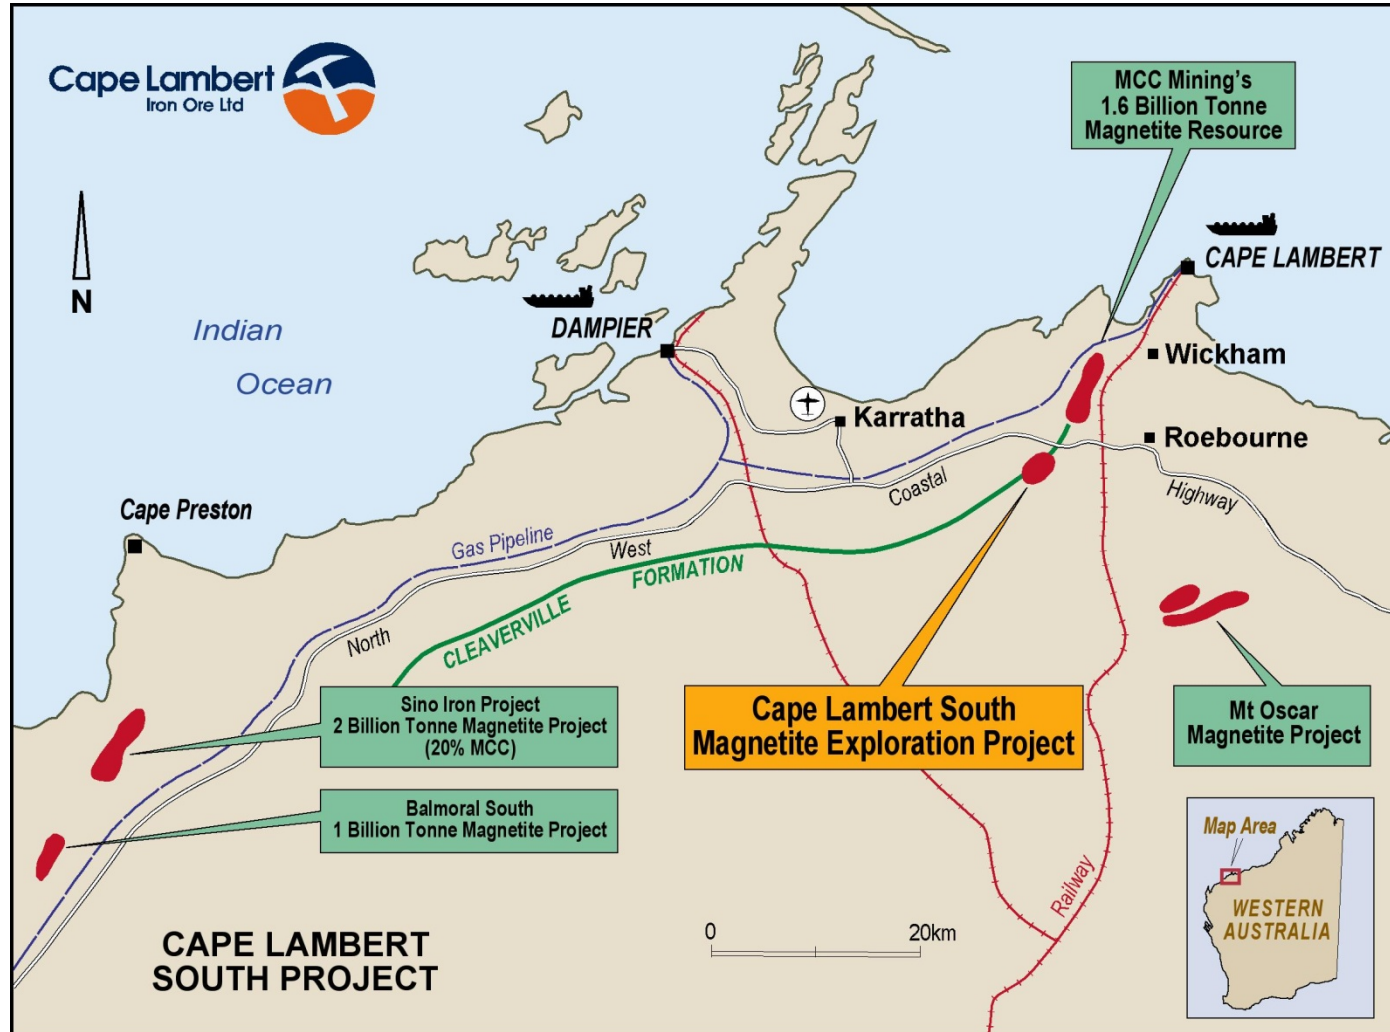 Cape Lambert
Iron Ore Ltd
MCC Mining's
1.6 Billion Tonne
Magnetite Resource
CAPE LAMBERT
N
DAMPIER
Indian
Ocean
Wickham
Karratha
Roebourne
Coastal
Highway
Cape Preston
Gas Pipeline
West
FORMATION
North
CLEAVERVILLE
Sino Iron Project
2 Billion Tonne Magnetite Project
(20% MCC)
Cape Lambert South
Magnetite Exploration Project
Mt Oscar
Magnetite Project
Balmoral South
1 Billion Tonne Magnetite Project
Map Area
WESTERN
AUSTRALIA
Railway
0 20km
CAPE LAMBERT
SOUTH PROJECT